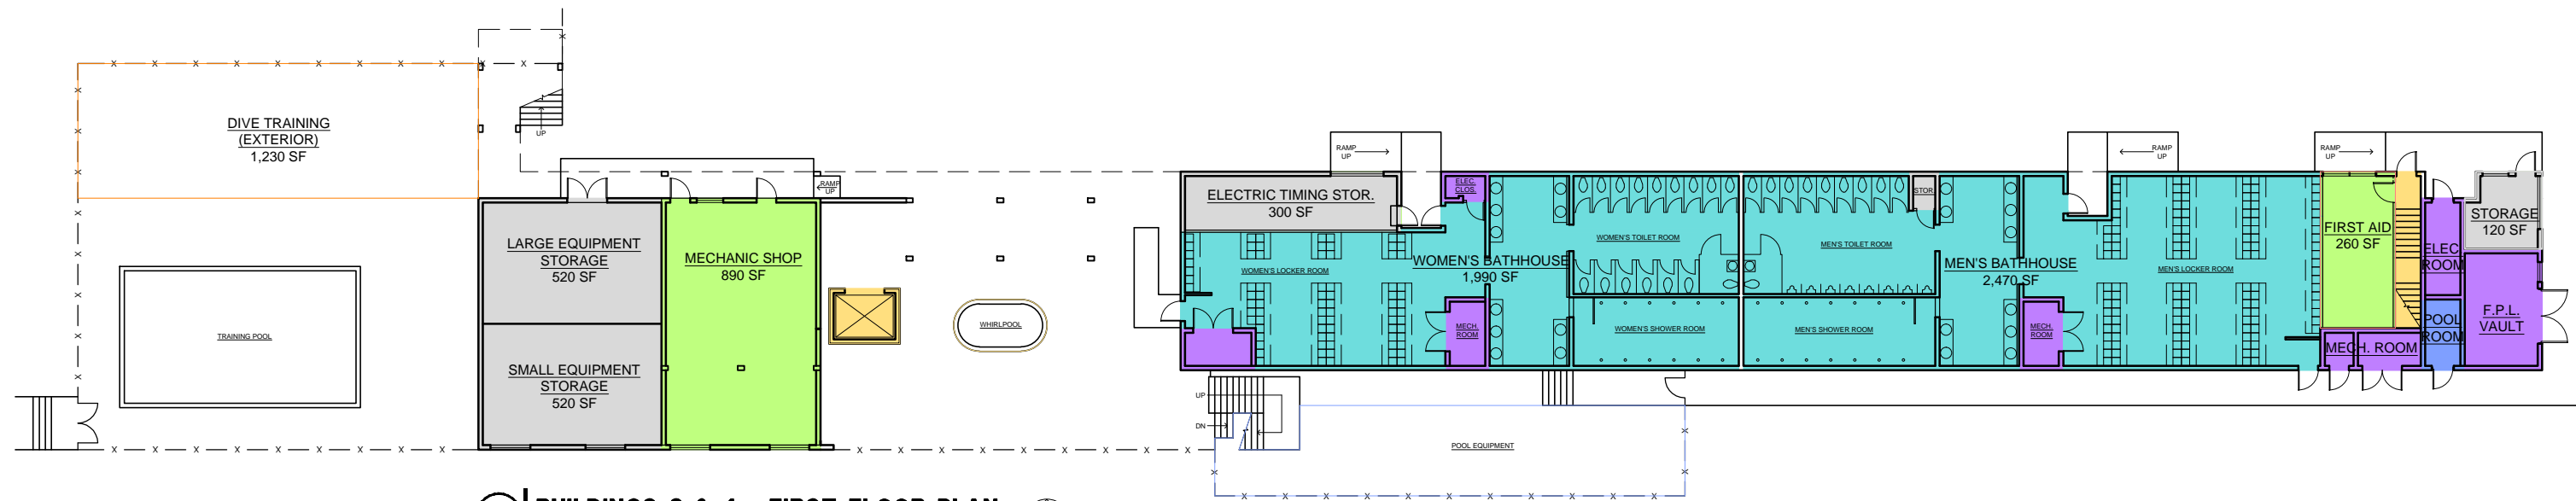 DIVE TRAINING
(EXTERIOR)
1,230 SF
UP
TRAINING POOL
LARGE EQUIPMENT
STORAGE
520 SF
SMALL EQUIPMENT
STORAGE
520 SF
MECHANIC SHOP
890 SF
RAMP
UP
WHIRLPOOL
RAMP
UP
ELECTRIC TIMING STOR.
300 SF
ELEC.
CLOS.
WOMEN'S LOCKER ROOM
WOMEN'S BATHHOUSE
1,990 SF
MECH.
ROOM
WOMEN'S TOILET ROOM
WOMEN'S SHOWER ROOM
MEN'S TOILET ROOM
STOR.
MEN'S SHOWER ROOM
MEN'S BATHHOUSE
2,470 SF
MECH.
ROOM
RAMP
UP
MEN'S LOCKER ROOM
RAMP
UP
FIRST AID
260 SF
MECH. ROOM
ELEC.
ROOM
POOL
ROOM
STORAGE
120 SF
F.P.L.
VAULT
UP
DN
POOL EQUIPMENT